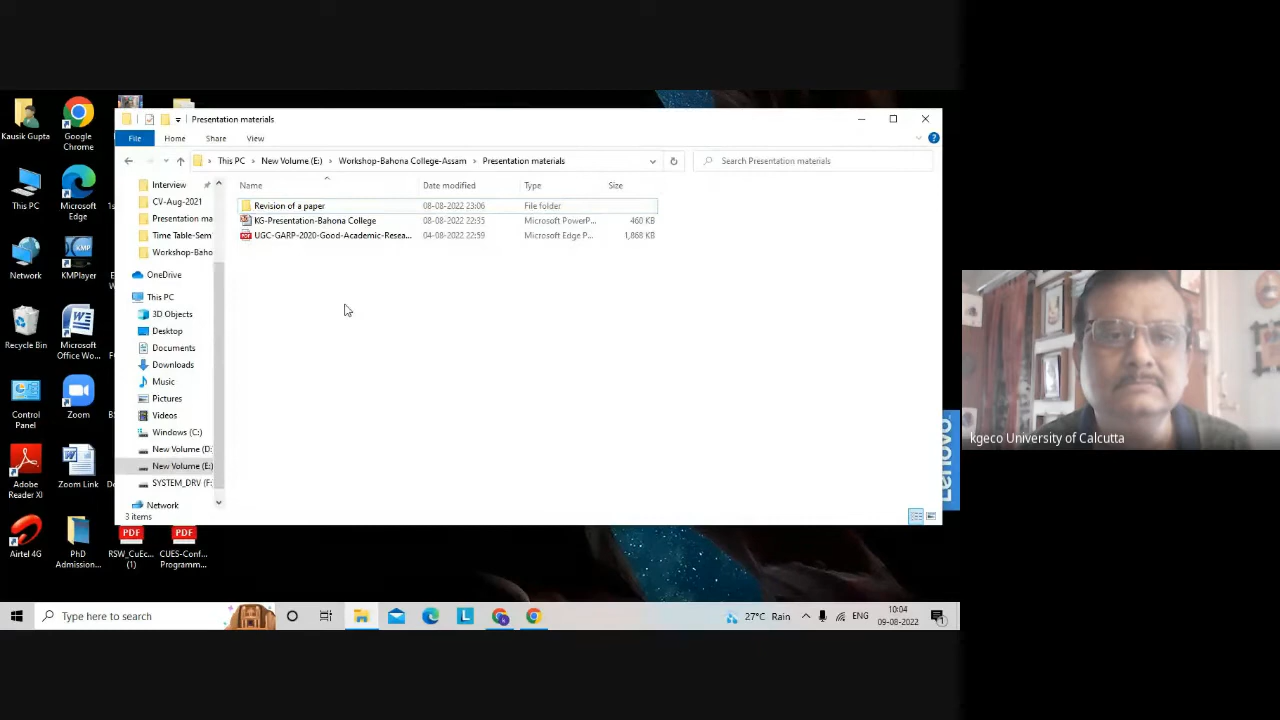 Presentation materials
File
Home
Share
View
This PC
New Volume (E:)
Workshop-Bahona College-Assam
Presentation materials
Search Presentation materials
Name
Date modified
Type
Size
Revision of a paper
08-08-2022 23:06
File folder
KG-Presentation-Bahona College
08-08-2022 22:35
Microsoft PowerP...
460 KB
UGC-GARP-2020-Good-Academic-Resea...
04-08-2022 22:59
Microsoft Edge P...
1,868 KB
Interview
CV-Aug-2021
Presentation ma
Time Table-Sem
Workshop-Baho
OneDrive
This PC
3D Objects
Desktop
Documents
Downloads
Music
Pictures
Videos
Windows (C:)
New Volume (D:
New Volume (E:)
SYSTEM_DRV (F:
Network
3 items
Kausik Gupta
Google
Chrome
This PC
Microsoft
Edge
Network
KMPlayer
Recycle Bin
Microsoft
Office Wo...
Control
Panel
Zoom
Adobe
Reader XI
Zoom Link
Airtel 4G
PhD
Admission...
RSW_CuEc...
(1)
CUES-Conf...
Programm...
Lenovo
kgeco University of Calcutta
Type here to search
27°C Rain
ENG
10:04
09-08-2022